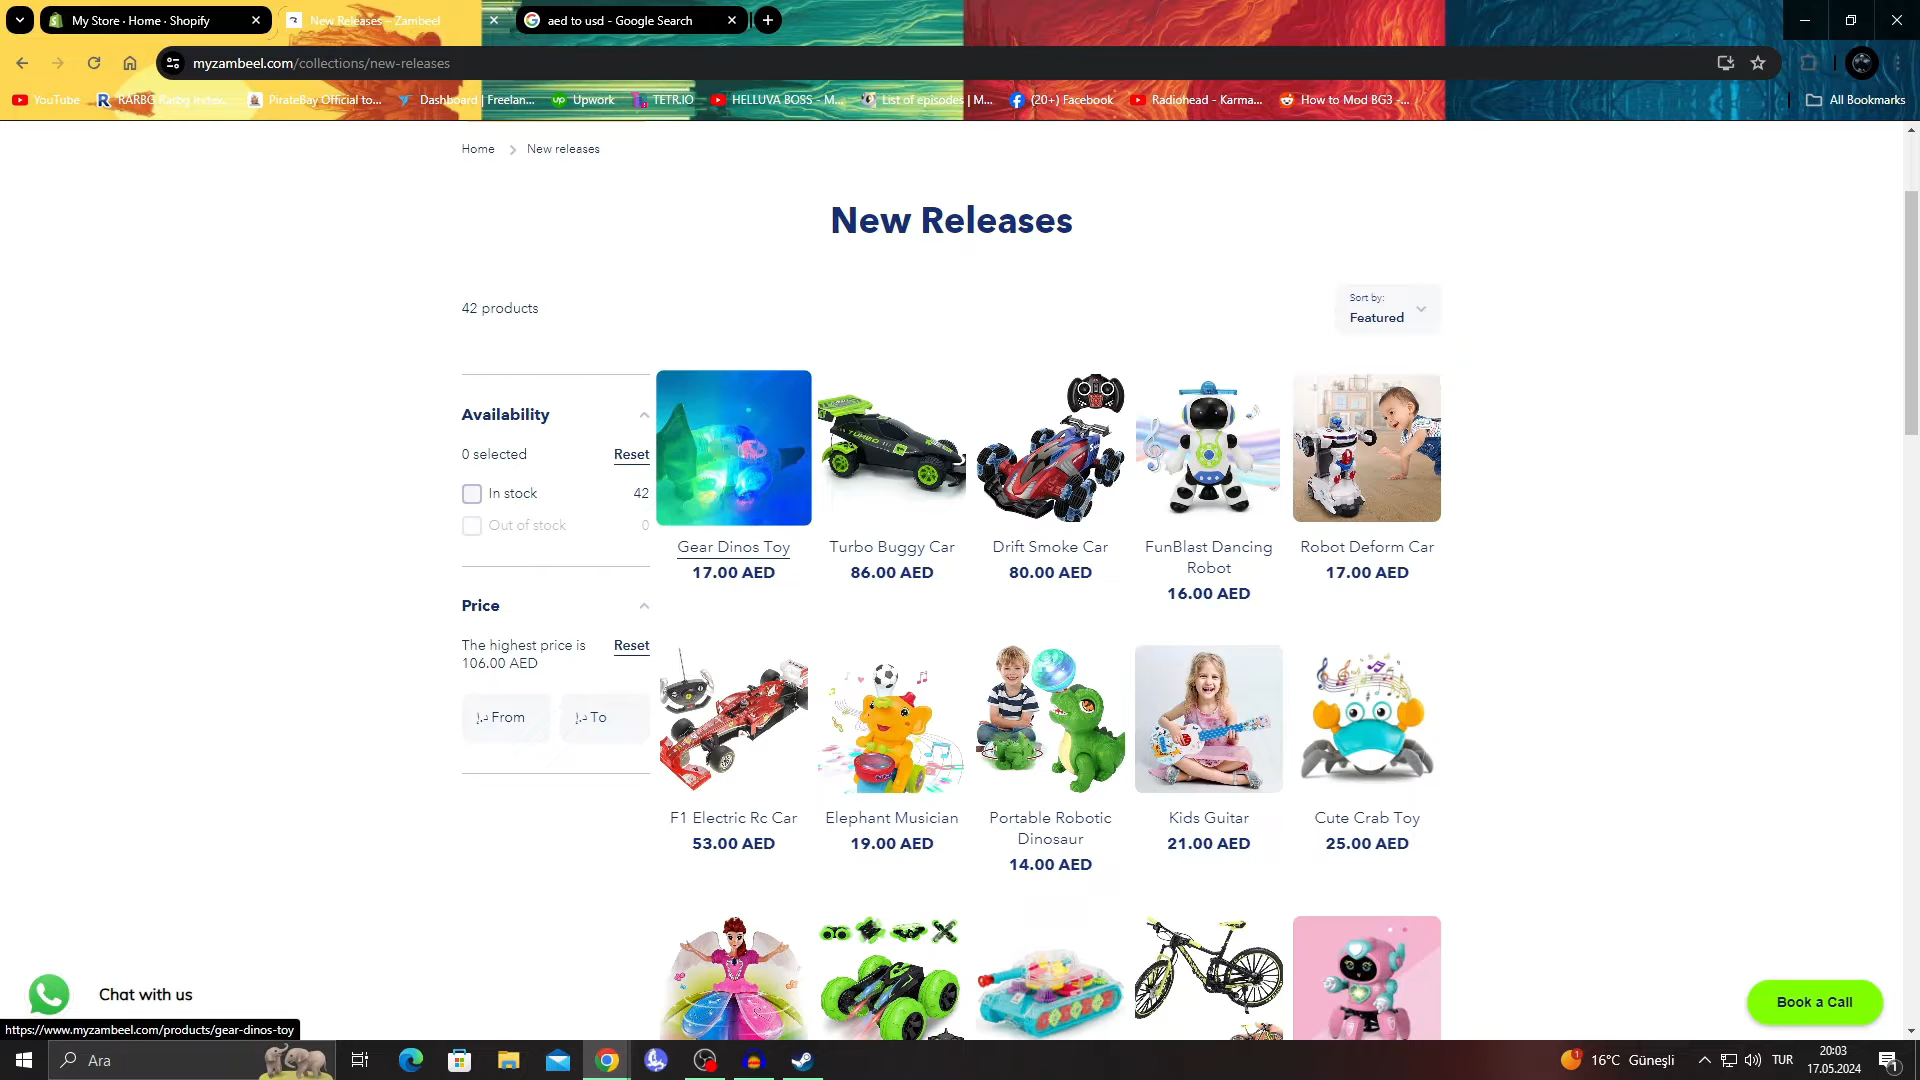 My Store · Home · Shopify
New Releases – Zambeel
aed to usd - Google Search
myzambeel.com/collections/new-releases
YouTube
RARBG Rarbg Index...
PirateBay Official to...
Dashboard | Freelan...
Upwork
TETR.IO
HELLUVA BOSS - M...
List of episodes | M...
(20+) Facebook
Radiohead - Karma...
How to Mod BG3 -...
All Bookmarks
Home
New releases
New Releases
42 products
Sort by:
Featured
Availability
0 selected
Reset
In stock
42
Out of stock
0
Price
The highest price is
106.00 AED
Reset
د.إ From
د.إ To
Gear Dinos Toy
17.00 AED
Turbo Buggy Car
86.00 AED
Drift Smoke Car
80.00 AED
FunBlast Dancing
Robot
16.00 AED
Robot Deform Car
17.00 AED
F1 Electric Rc Car
53.00 AED
Elephant Musician
19.00 AED
Portable Robotic
Dinosaur
14.00 AED
Kids Guitar
21.00 AED
Cute Crab Toy
25.00 AED
Chat with us
Book a Call
https://www.myzambeel.com/products/gear-dinos-toy
Ara
16°C Güneşli
TUR
20:03
17.05.2024